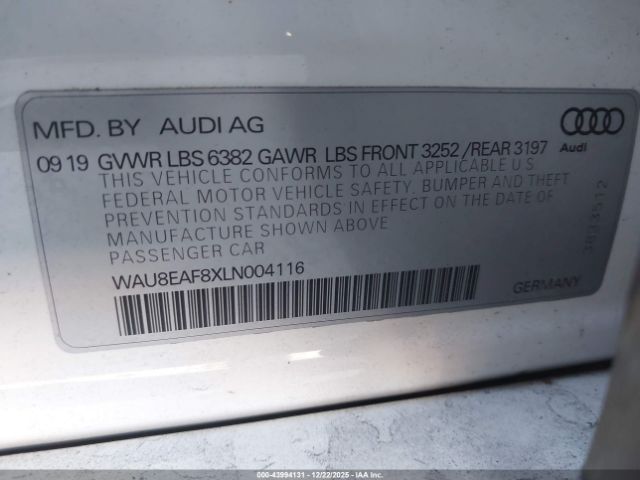 MFD. BY AUDI AG
Audi
09 19 GVWR LBS 6382 GAWR LBS FRONT 3252 /REAR 3197
THIS VEHICLE CONFORMS TO ALL APPLICABLE U.S.
FEDERAL MOTOR VEHICLE SAFETY, BUMPER AND THEFT
PREVENTION STANDARDS IN EFFECT ON THE DATE OF
MANUFACTURE SHOWN ABOVE
PASSENGER CAR
WAU8EAF8XLN004116
GERMANY
3833512
000-43994131 - 12/22/2025 - IAA